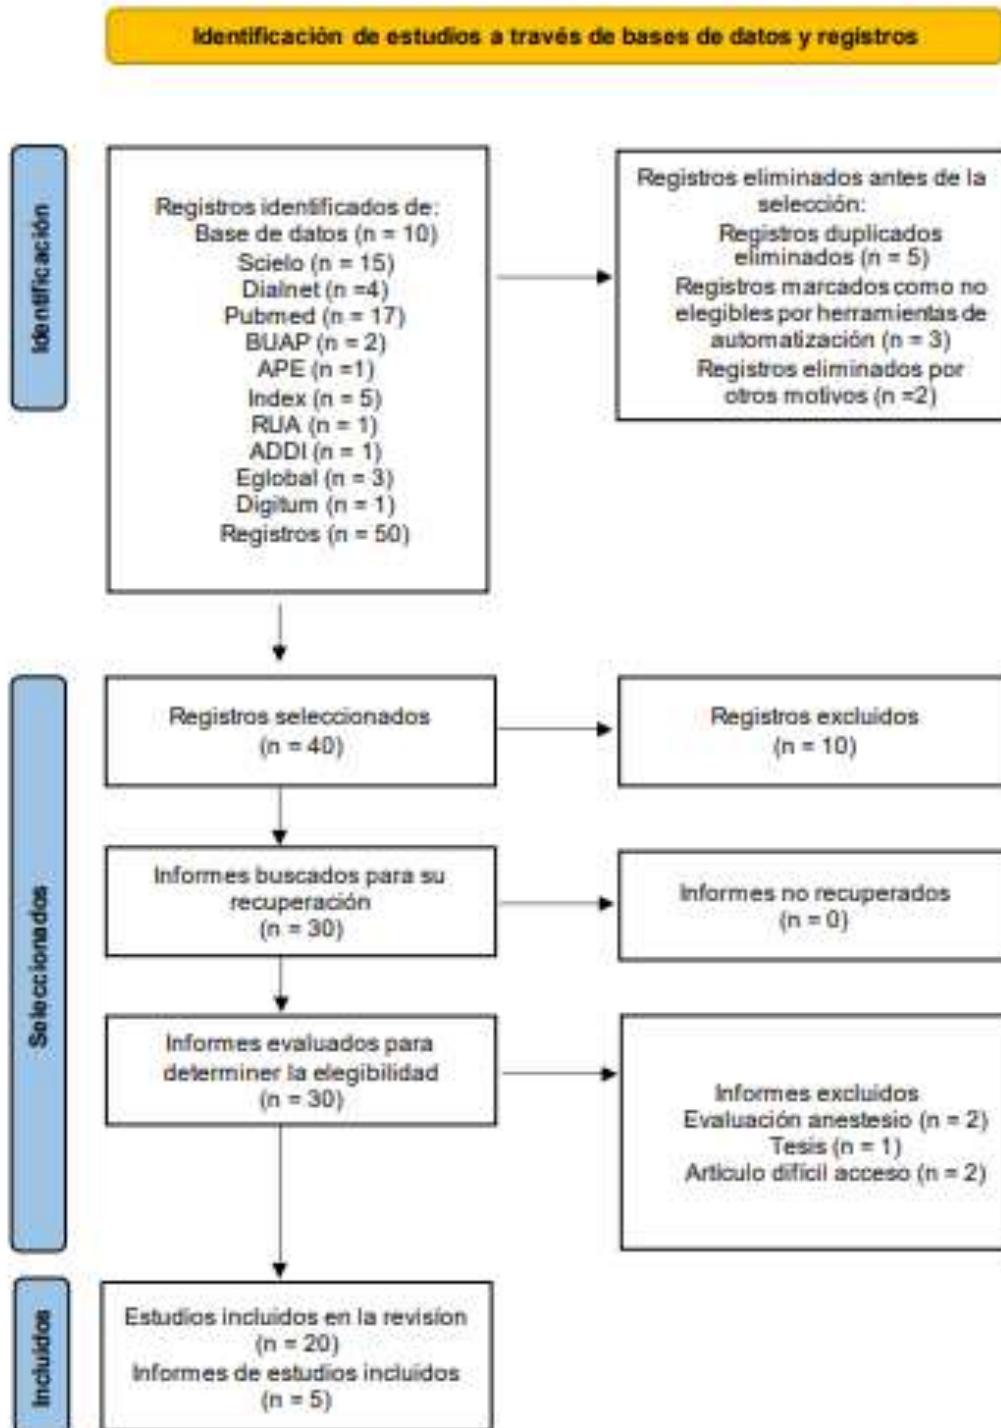 Identificación de estudios a través de bases de datos y registros
Identificación
Registros identificados de:
Base de datos (n = 10)
Scielo (n = 15)
Dialnet (n =4)
Pubmed (n = 17)
BUAP (n = 2)
APE (n =1)
Index (n = 5)
RUA (n = 1)
ADDI (n = 1)
Eglobal (n = 3)
Digitum (n = 1)
Registros (n = 50)
Registros eliminados antes de la
selección:
Registros duplicados
eliminados (n = 5)
Registros marcados como no
elegibles por herramientas de
automatización (n = 3)
Registros eliminados por
otros motivos (n =2)
Seleccionados
Registros seleccionados
(n = 40)
Registros excluidos
(n = 10)
Informes buscados para su
recuperación
(n = 30)
Informes no recuperados
(n = 0)
Informes evaluados para
determiner la elegibilidad
(n = 30)
Informes excluidos
Evaluación anestesio (n = 2)
Tesis (n = 1)
Artículo difícil acceso (n = 2)
Incluidos
Estudios incluidos en la revisíon
(n = 20)
Informes de estudios incluidos
(n = 5)